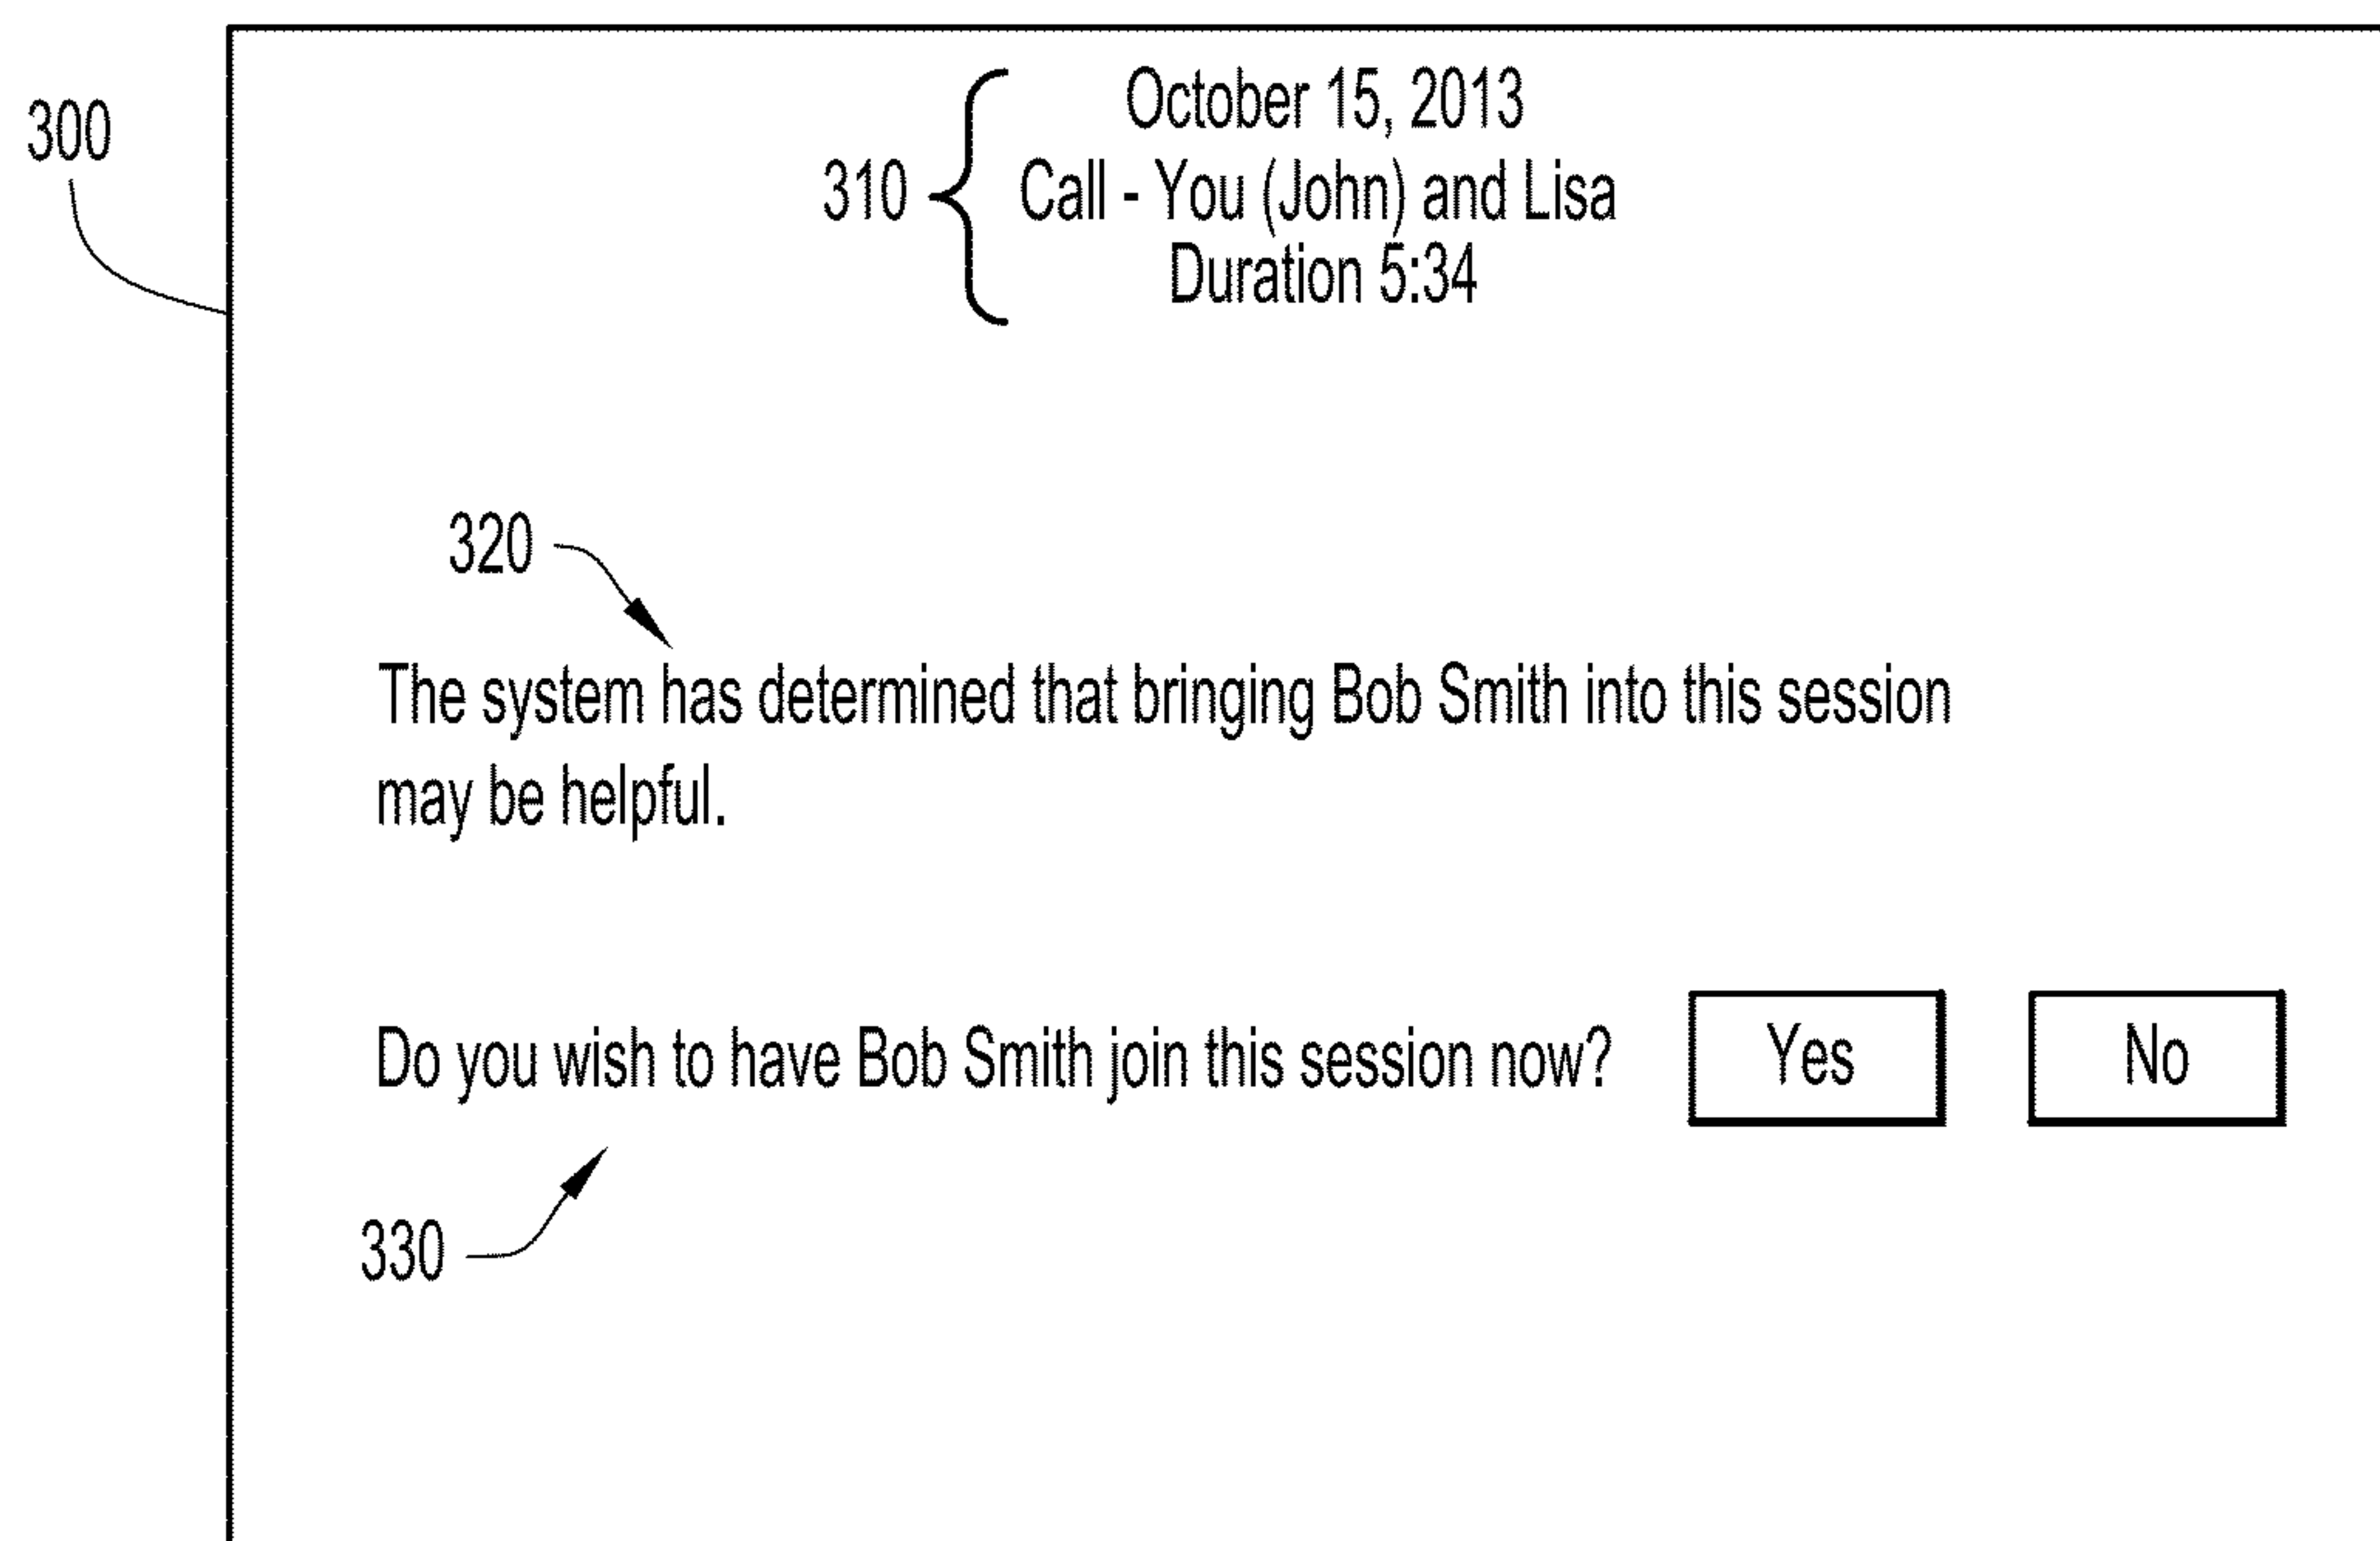 October 15, 2013
300
310
Call - You (John) and Lisa
Duration 5:34
320
The system has determined that bringing Bob Smith into this session
may be helpful.
Do you wish to have Bob Smith join this session now? Yes No
330